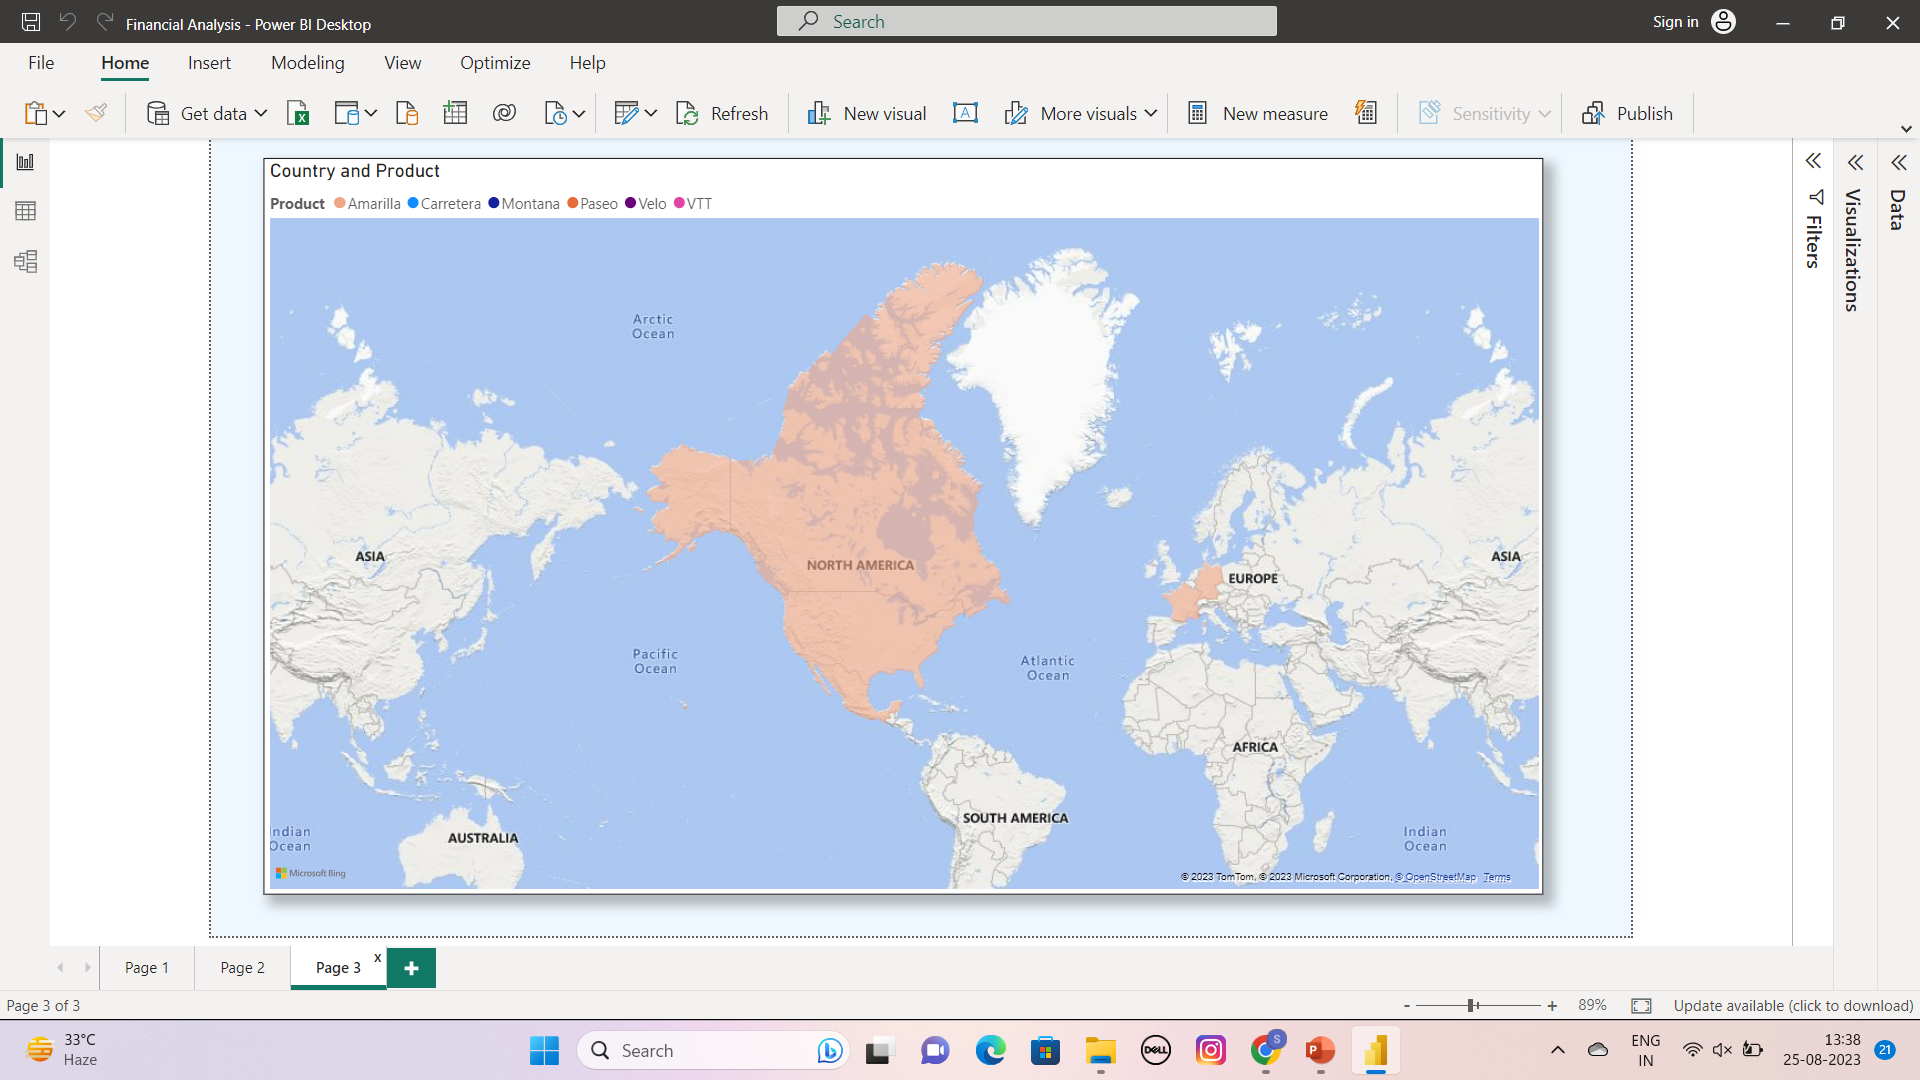 Financial Analysis - Power BI Desktop
Search
Sign in
File Home Insert Modeling View Optimize Help
Get data Refresh New visual A More visuals New measure Sensitivity Publish
Country and Product
Product Amarilla Carretera Montana Paseo Velo VTT
Arctic
Ocean
ASIA
NORTH AMERICA
EUROPE
ASIA
Pacific
Ocean
Atlantic
Ocean
AFRICA
SOUTH AMERICA
AUSTRALIA
ndian
Ocean
Indian
Ocean
Microsoft Bing
© 2023 TomTom, © 2023 Microsoft Corporation, © OpenStreetMap Terms
Filters
Visualizations
Data
Page 1 Page 2 Page 3 x +
Page 3 of 3
- + 89% Update available (click to download)
33°C
Haze
Search
DELL
S
P
ENG
IN
13:38
25-08-2023
21